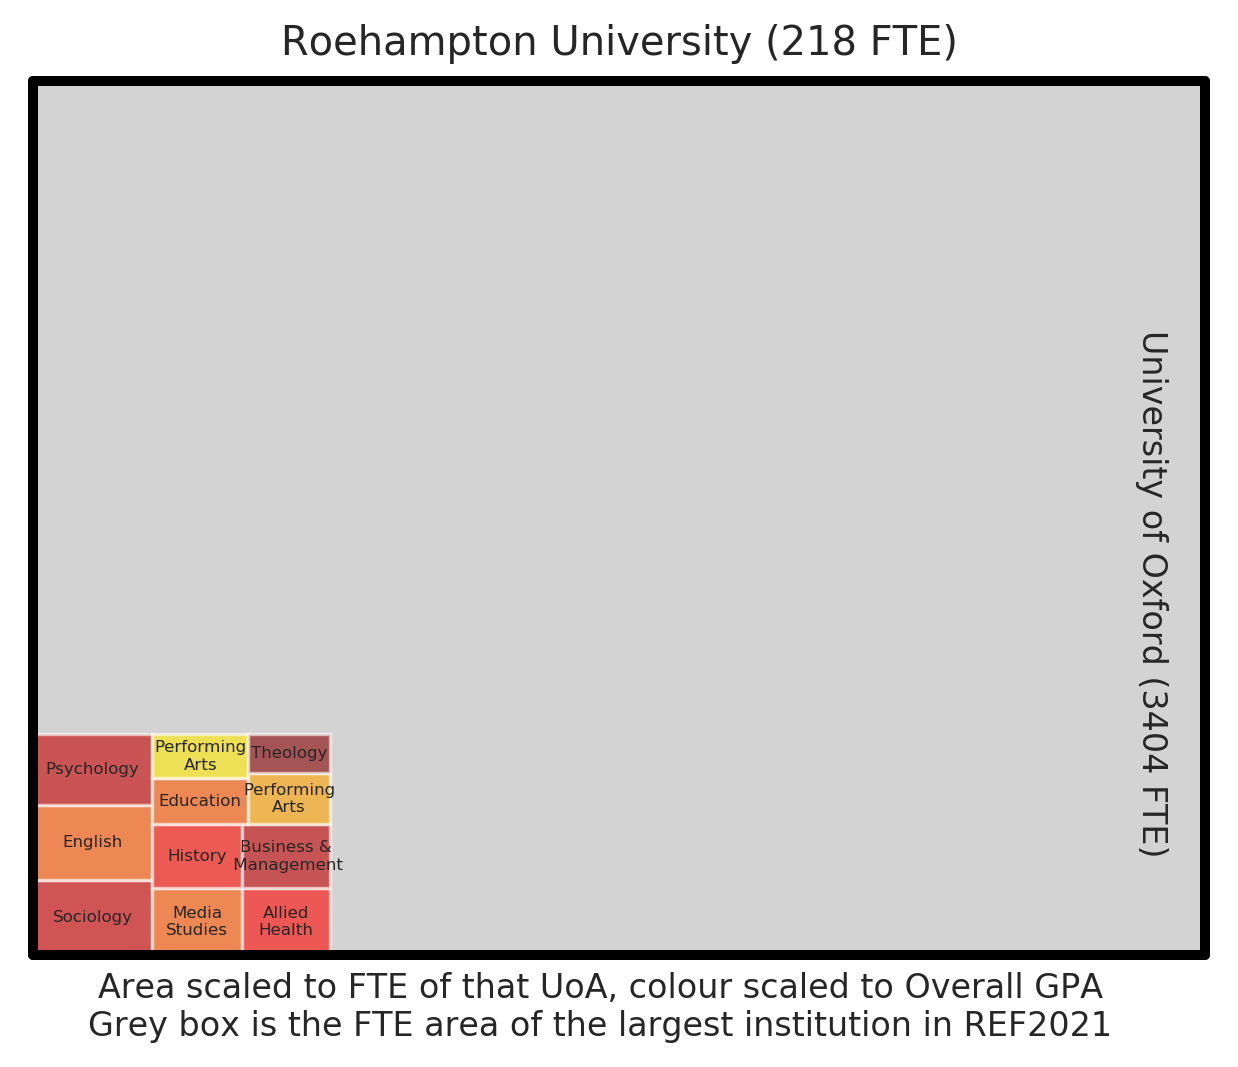 Roehampton University (218 FTE)
University of Oxford (3404 FTE)
Psychology
Performing
Arts
Theology
Education
Performing
Arts
English
History
Business &
Management
Sociology
Media
Studies
Allied
Health
Area scaled to FTE of that UoA, colour scaled to Overall GPA
Grey box is the FTE area of the largest institution in REF2021